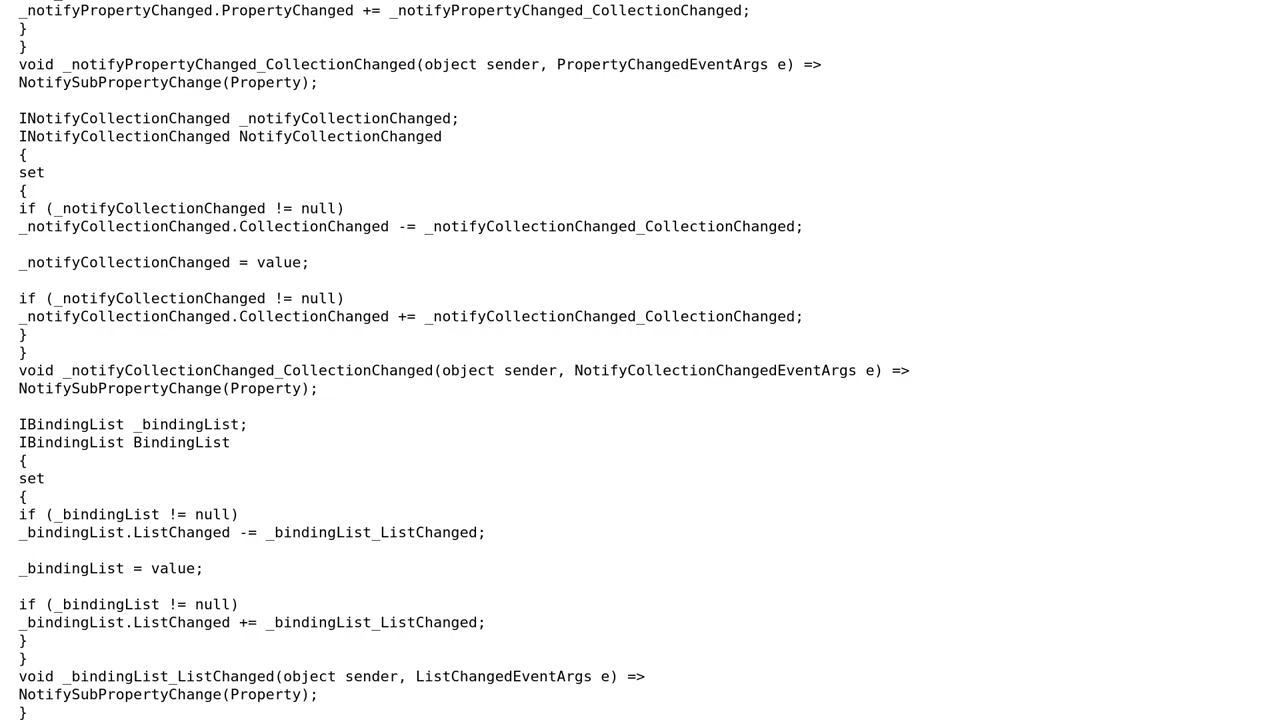 _notifyPropertyChanged.PropertyChanged += _notifyPropertyChanged_CollectionChanged;
}
}
void _notifyPropertyChanged_CollectionChanged(object sender, PropertyChangedEventArgs e) =>
NotifySubPropertyChange(Property);

INotifyCollectionChanged _notifyCollectionChanged;
INotifyCollectionChanged NotifyCollectionChanged
{
set
{
if (_notifyCollectionChanged != null)
_notifyCollectionChanged.CollectionChanged -= _notifyCollectionChanged_CollectionChanged;

_notifyCollectionChanged = value;

if (_notifyCollectionChanged != null)
_notifyCollectionChanged.CollectionChanged += _notifyCollectionChanged_CollectionChanged;
}
}
void _notifyCollectionChanged_CollectionChanged(object sender, NotifyCollectionChangedEventArgs e) =>
NotifySubPropertyChange(Property);

IBindingList _bindingList;
IBindingList BindingList
{
set
{
if (_bindingList != null)
_bindingList.ListChanged -= _bindingList_ListChanged;

_bindingList = value;

if (_bindingList != null)
_bindingList.ListChanged += _bindingList_ListChanged;
}
}
void _bindingList_ListChanged(object sender, ListChangedEventArgs e) =>
NotifySubPropertyChange(Property);
}